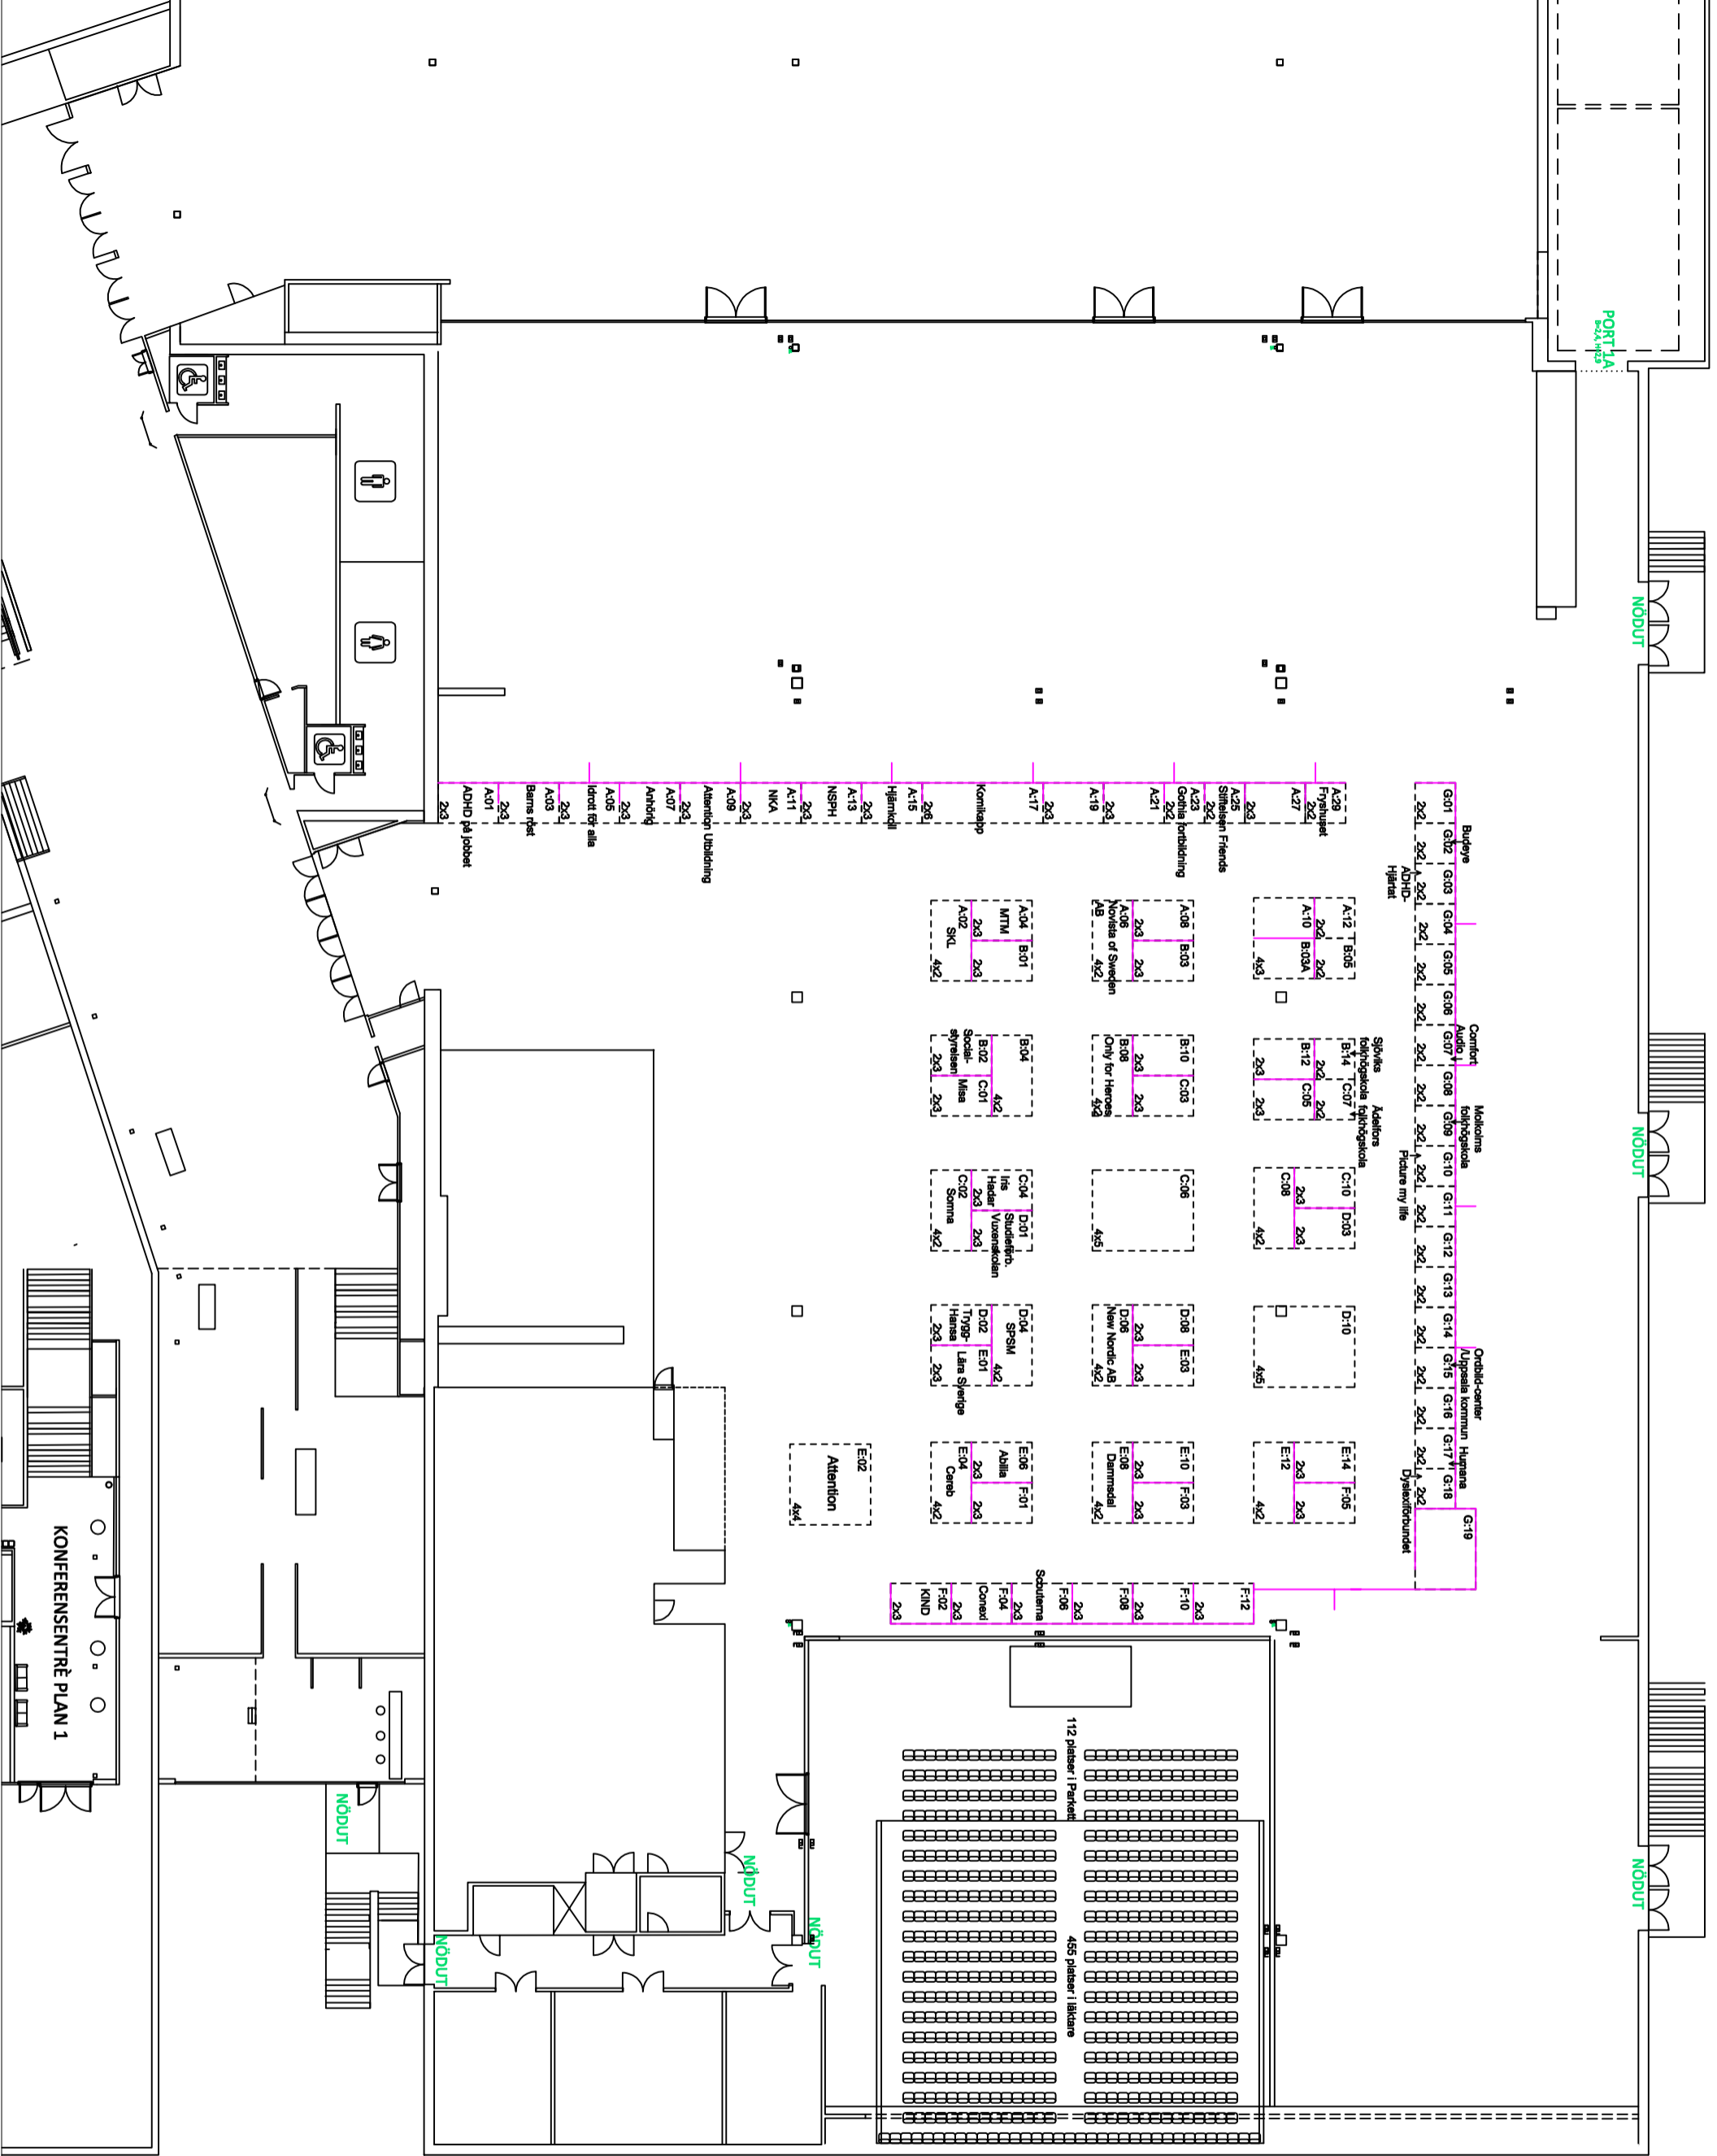 PORT 1A
B=2,4, H=2,9
NÖDUT
NÖDUT
NÖDUT
NÖDUT
NÖDUT
NÖDUT
NÖDUT
KONFERENSENTRÈ PLAN 1
112 platser i Parkett
455 platser i läktare
A:01
ADHD på jobbet
2x3
A:03
Barns röst
2x3
A:05
Idrott för alla
2x3
A:07
Anhörig
2x3
A:09
Attention Utbildning
2x3
A:11
NKA
2x3
A:13
NSPH
2x3
A:15
Hjärnkoll
2x3
A:17
Komikapp
2x6
A:19
2x3
A:21
2x3
A:23
Gothia fortbildning
2x2
A:25
Stiftelsen Friends
2x2
A:27
2x3
A:29
Fryshuset
2x2
G:01
2x2
Budeye
G:02
2x2
G:03
2x2
ADHD-
Hjärtat
G:04
2x2
G:05
2x2
G:06
2x2
Comfort
Audio
G:07
2x2
G:08
2x2
Molkoms
folkhögskola
G:09
2x2
G:10
2x2
Picture my life
G:11
2x2
G:12
2x2
G:13
2x2
G:14
2x2
Ordbild-center
/Uppsala kommun
G:15
2x2
G:16
2x2
Humana
G:17
2x2
G:18
2x2
Dyslexiförbundet
G:19
A:12
2x2
B:05
2x2
A:10
B:03A
4x3
A:08
2x3
B:03
2x3
A:06
Novista of Sweden
AB
4x2
A:04
MTM
2x3
B:01
2x3
A:02
SKL
4x2
Sjöviks
folkhögskola
B:14
2x2
Ädelfors
folkhögskola
C:07
2x2
B:12
2x3
C:05
2x3
B:10
2x3
C:03
2x3
B:08
Only for Heroes
4x2
B:04
4x2
B:02
Social-
styrelsen
2x3
C:01
Misa
2x3
C:10
2x3
D:03
2x3
C:08
4x2
C:06
4x5
C:04
Iris
Hadar
2x3
D:01
Studieförb.
Vuxenskolan
2x3
C:02
Somna
4x2
D:10
4x5
D:08
2x3
E:03
2x3
D:06
New Nordic AB
4x2
D:04
SPSM
4x2
D:02
Trygg-
Hansa
2x3
E:01
Lära Sverige
2x3
E:14
2x3
F:05
2x3
E:12
4x2
E:10
2x3
F:03
2x3
E:08
Dammsdal
4x2
E:06
Abilia
2x3
F:01
2x3
E:04
Cereb
4x2
E:02
Attention
4x4
F:12
2x3
F:10
2x3
F:08
2x3
F:06
Scouterna
2x3
F:04
Conexi
2x3
F:02
KIND
2x3